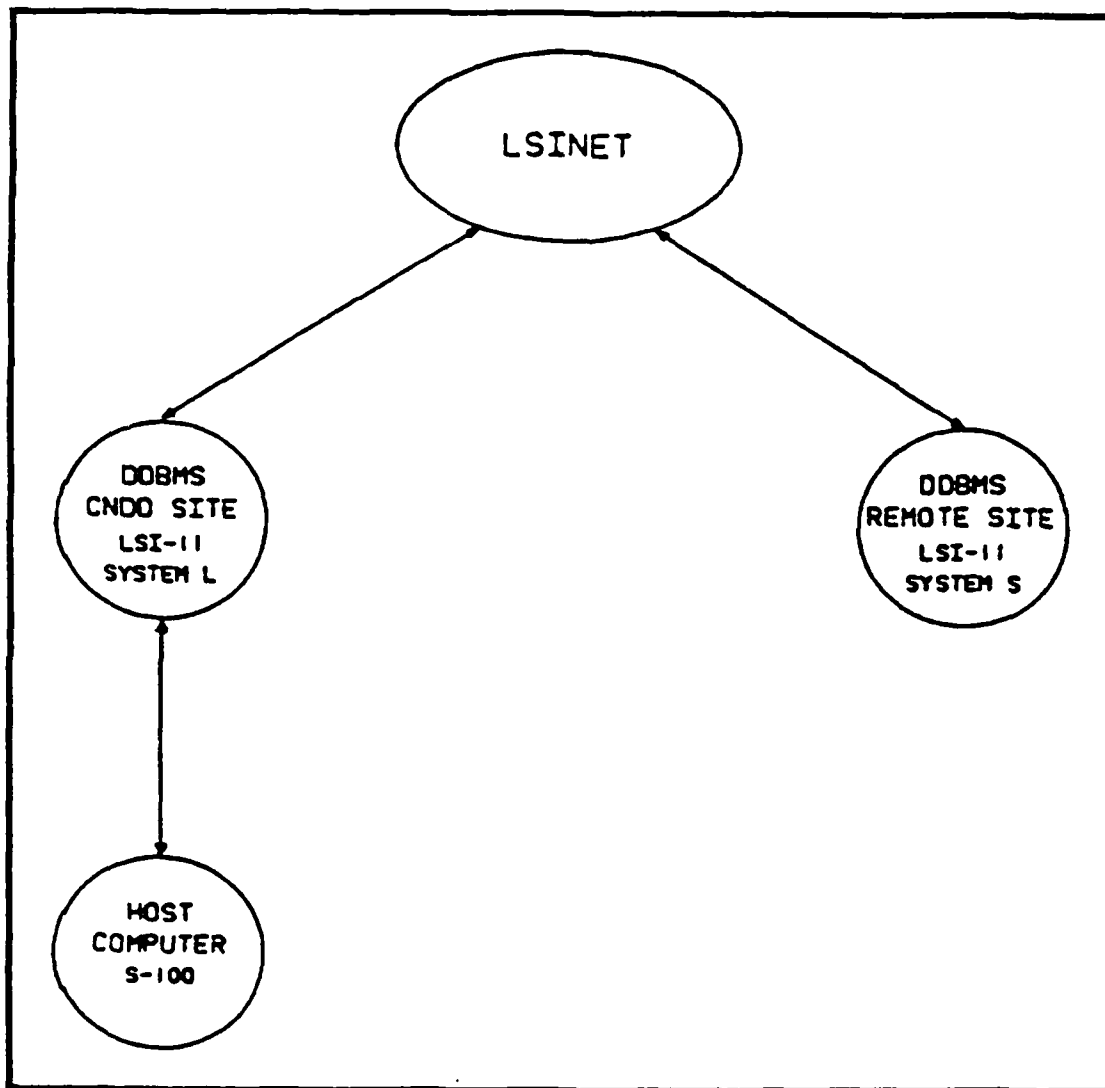 LSINET
DDBMS
CNDD SITE
LSI-11
SYSTEM L
DDBMS
REMOTE SITE
LSI-11
SYSTEM S
HOST
COMPUTER
S-100